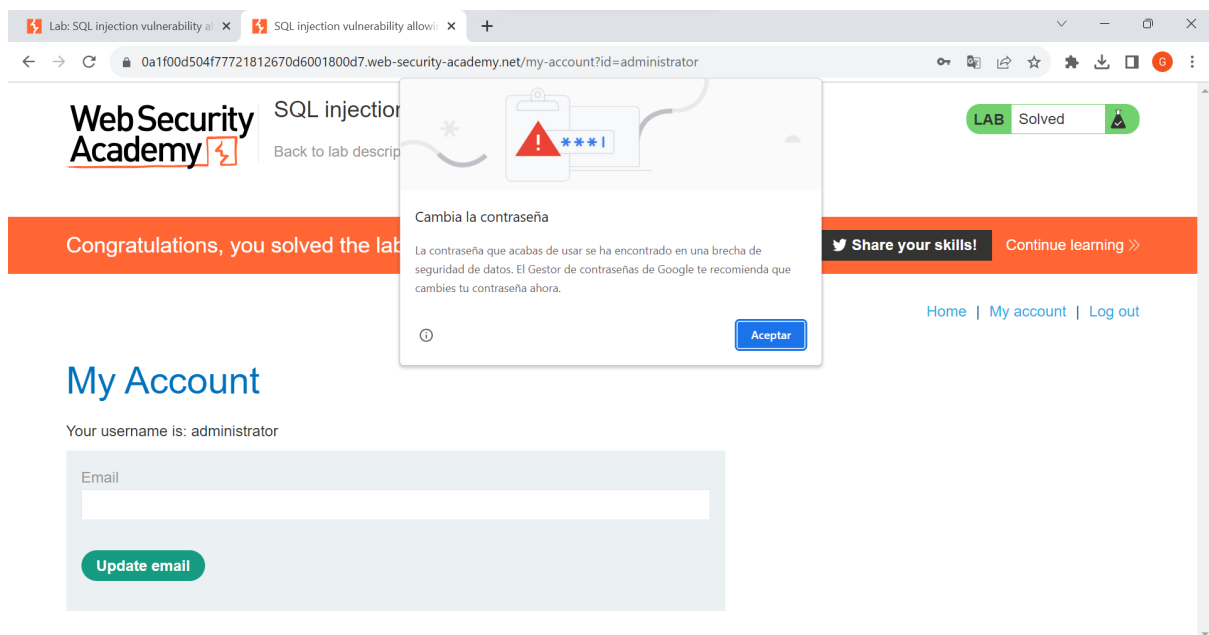 Lab: SQL injection vulnerability al
SQL injection vulnerability allowin
0a1f00d504f77721812670d6001800d7.web-security-academy.net/my-account?id=administrator
G
Web Security
Academy
SQL injection
Back to lab descrip
LAB Solved
***
Cambia la contraseña
La contraseña que acabas de usar se ha encontrado en una brecha de
seguridad de datos. El Gestor de contraseñas de Google te recomienda que
cambies tu contraseña ahora.
Aceptar
Congratulations, you solved the lab
Share your skills!
Continue learning »
Home | My account | Log out
My Account
Your username is: administrator
Email
Update email